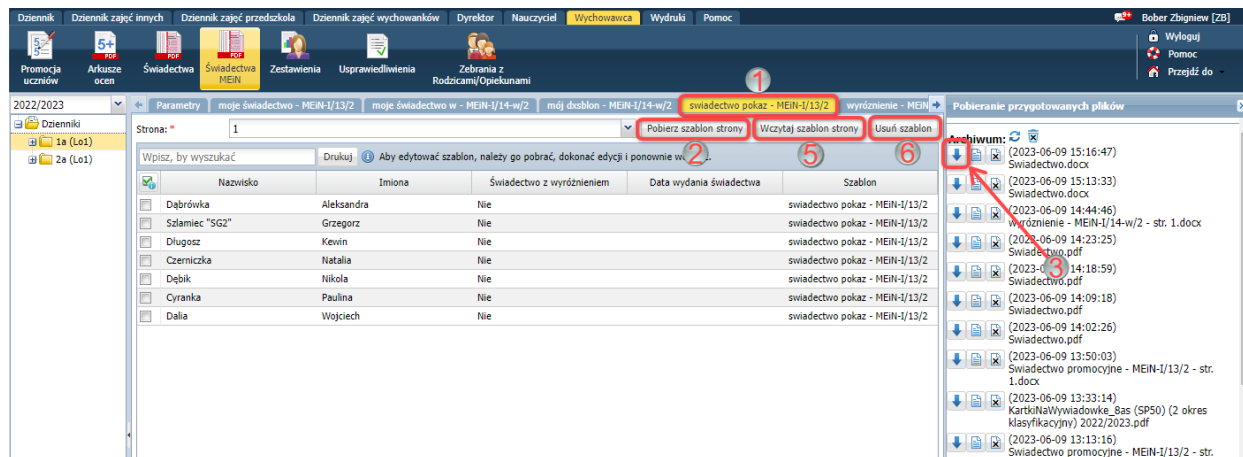 Dziennik Dziennik zajęć innych Dziennik zajęć przedszkola Dziennik zajęć wychowanków Dyrektor Nauczyciel Wychowawca Wydruki Pomoc 9+ Bober Zbigniew [ZB]
Promocja uczniów
5+ PDF Arkusze ocen
PDF Świadectwa
PDF Świadectwa MEiN
Zestawienia
Usprawiedliwienia
Zebrania z Rodzicami/Opiekunami
Wyloguj
Pomoc
Przejdź do
1
2022/2023
Dzienniki
1a (Lo1)
2a (Lo1)
Parametry moje świadectwo - MEiN-I/13/2 moje świadectwo w - MEiN-I/14-w/2 mój dxsblon - MEiN-I/14-w/2 swiadectwo pokaz - MEiN-I/13/2 wyróznienie - MEiN
Strona: * 1 Pobierz szablon strony Wczytaj szablon strony Usuń szablon
2 5 6
Wpisz, by wyszukać Drukuj Aby edytować szablon, należy go pobrać, dokonać edycji i ponownie
Nazwisko Imiona Świadectwo z wyróżnieniem Data wydania świadectwa Szablon
Dąbrówka Aleksandra Nie swiadectwo pokaz - MEiN-I/13/2
Szlamiec "SG2" Grzegorz Nie swiadectwo pokaz - MEiN-I/13/2
Długosz Kewin Nie swiadectwo pokaz - MEiN-I/13/2
Czerniczka Natalia Nie swiadectwo pokaz - MEiN-I/13/2
Dębik Nikola Nie swiadectwo pokaz - MEiN-I/13/2
Cyranka Paulina Nie swiadectwo pokaz - MEiN-I/13/2
Dalia Wojciech Nie swiadectwo pokaz - MEiN-I/13/2
Pobieranie przygotowanych plików
Archiwum:
(2023-06-09 15:16:47)
Swiadectwo.docx
(2023-06-09 15:13:33)
Swiadectwo.docx
(2023-06-09 14:44:46)
wyróznienie - MEiN-I/14-w/2 - str. 1.docx
(2023-06-09 14:23:25)
Swiadectwo.pdf
3
14:18:59)
Swiadectwo.pdf
(2023-06-09 14:09:18)
Swiadectwo.pdf
(2023-06-09 14:02:26)
Swiadectwo.pdf
(2023-06-09 13:50:03)
Swiadectwo promocyjne - MEiN-I/13/2 - str.
1.docx
(2023-06-09 13:33:14)
KartkiNaWywiadowke_8as (SP50) (2 okres
klasyfikacyjny) 2022/2023.pdf
(2023-06-09 13:13:16)
Swiadectwo promocyjne - MEiN-I/13/2 - str.